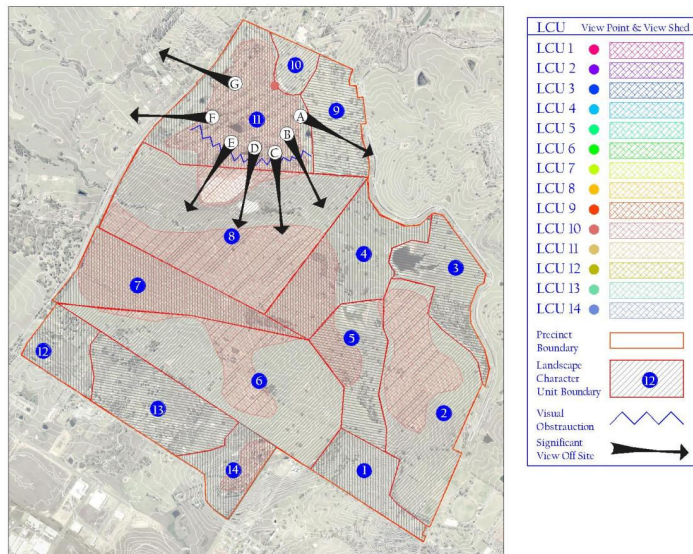 G
10
A
9
F
11
B
E
D
C
8
4
3
7
5
12
6
13
2
14
1
LCU View Point & View Shed
LCU 1
LCU 2
LCU 3
LCU 4
LCU 5
LCU 6
LCU 7
LCU 8
LCU 9
LCU 10
LCU 11
LCU 12
LCU 13
LCU 14
Precinct
Boundary
Landscape
Character
Unit Boundary
12
Visual
Obstrauction
Significant
View Off Site